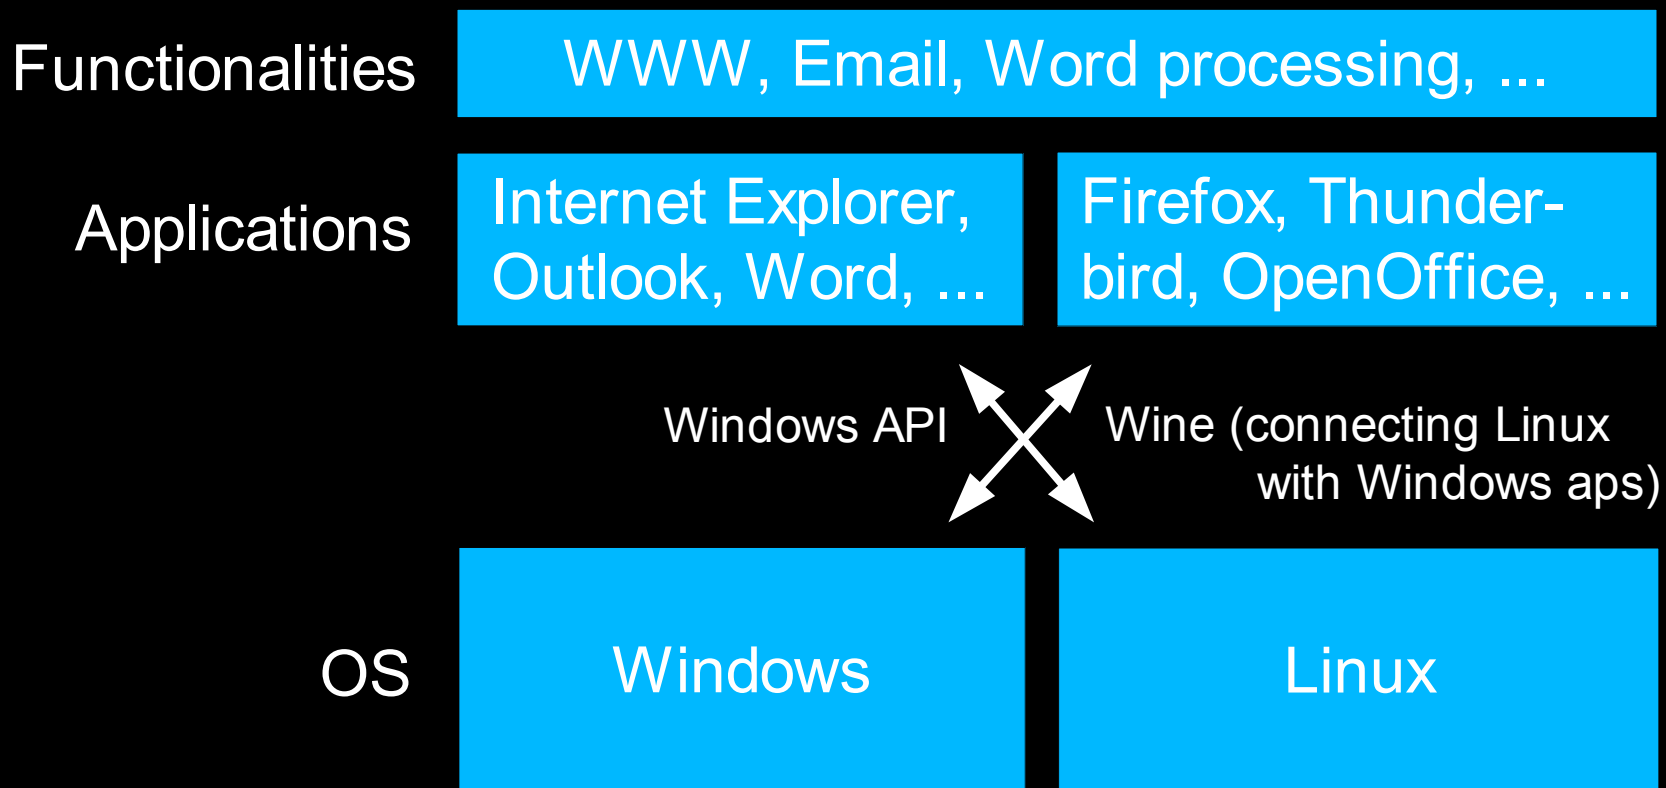 Functionalities
WWW, Email, Word processing, ...
Applications
Internet Explorer,
Outlook, Word, ...
Firefox, Thunder-
bird, OpenOffice, ...
Windows API
Wine (connecting Linux
with Windows aps)
OS
Windows
Linux